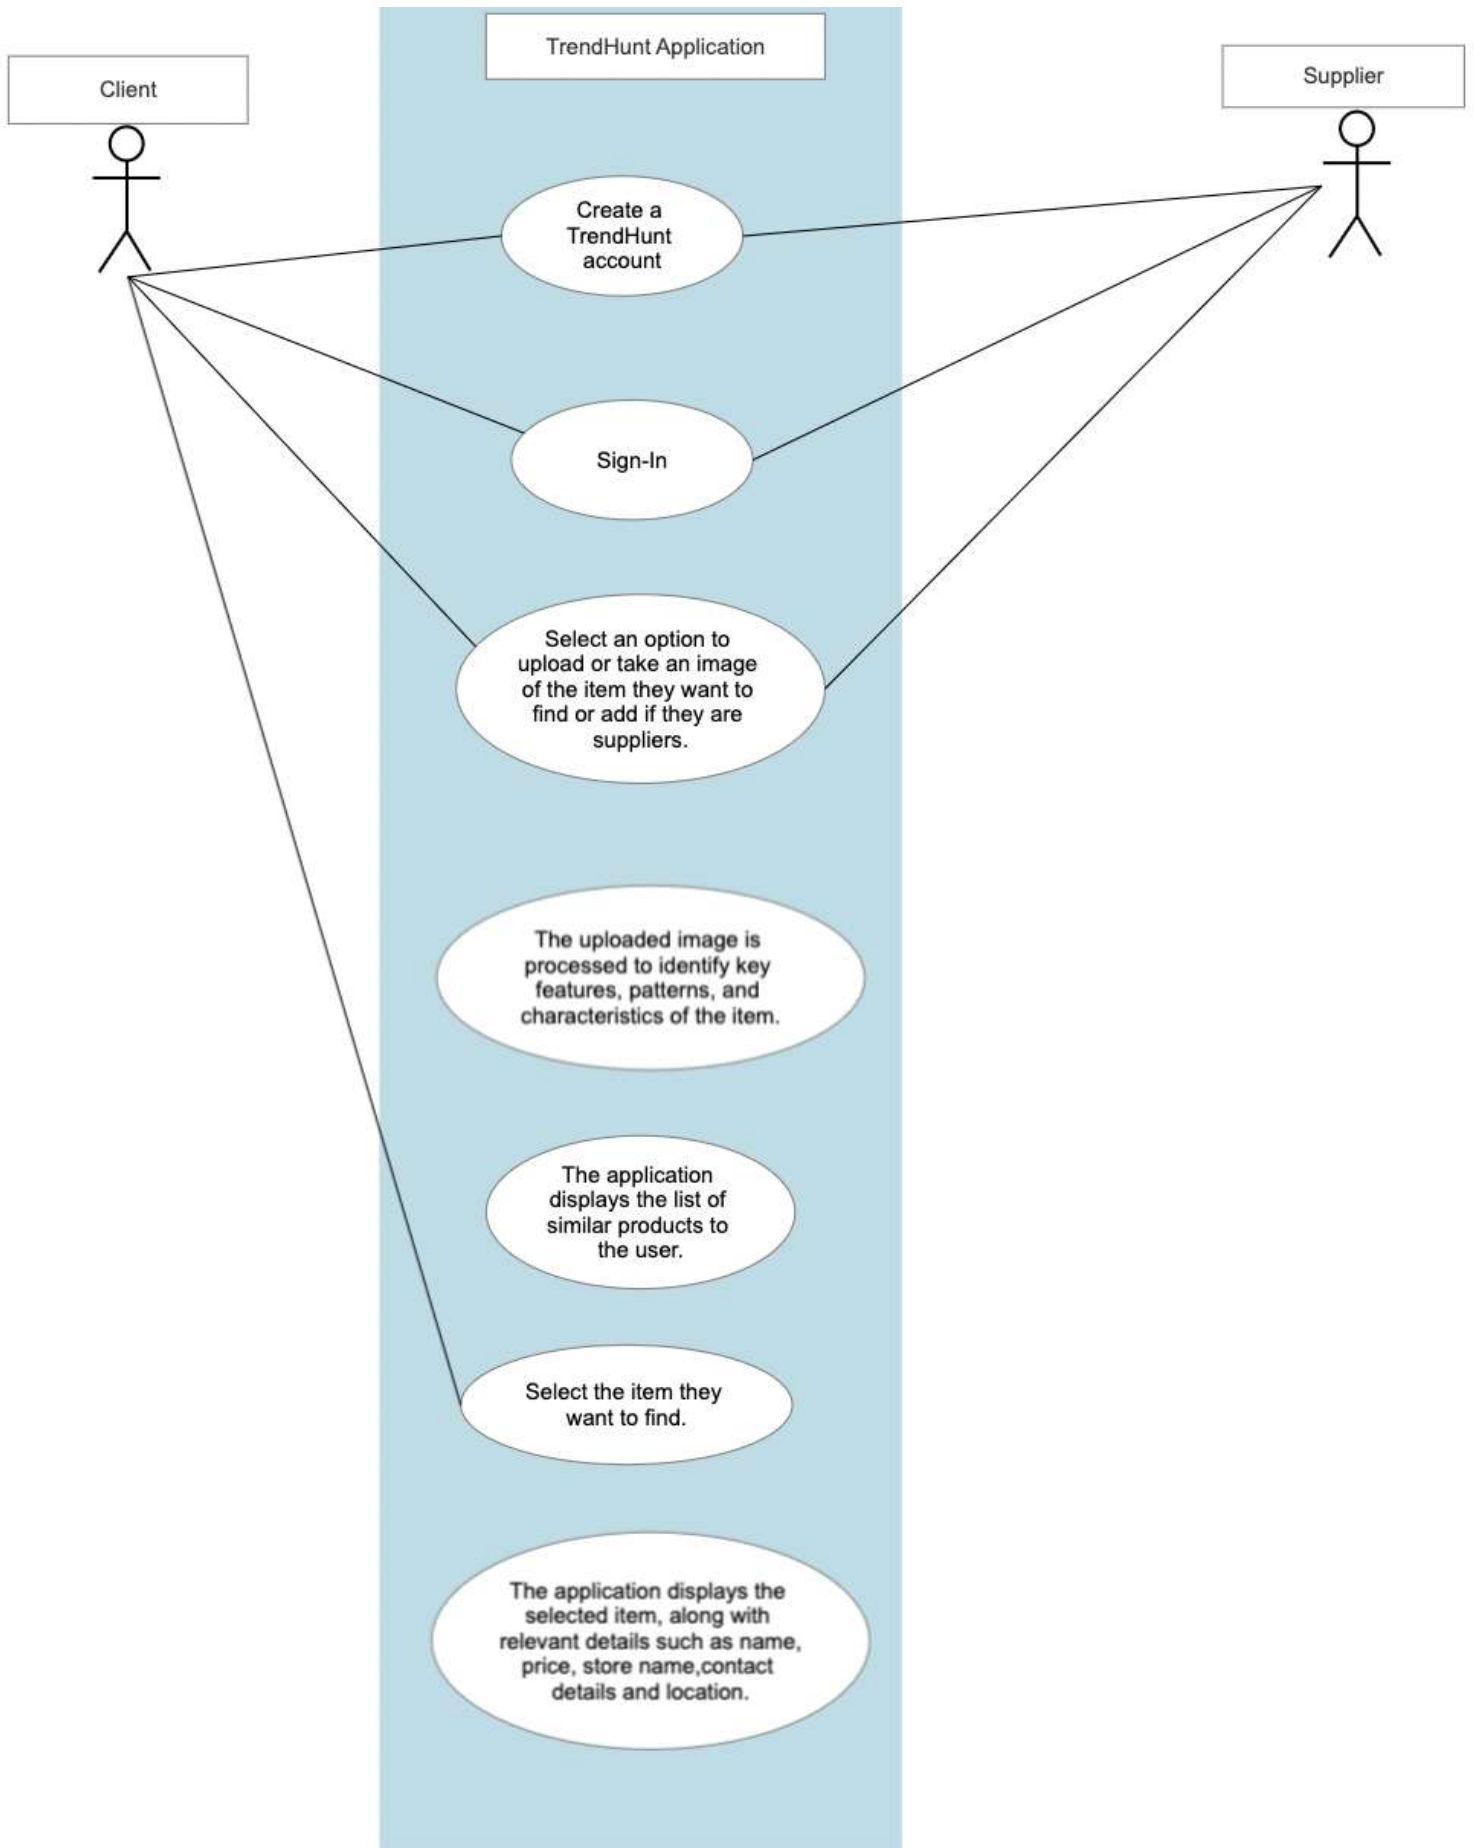 TrendHunt Application
Client
Supplier
Create a
TrendHunt
account
Sign-In
Select an option to
upload or take an image
of the item they want to
find or add if they are
suppliers.
The uploaded image is
processed to identify key
features, patterns, and
characteristics of the item.
The application
displays the list of
similar products to
the user.
Select the item they
want to find.
The application displays the
selected item, along with
relevant details such as name,
price, store name,contact
details and location.